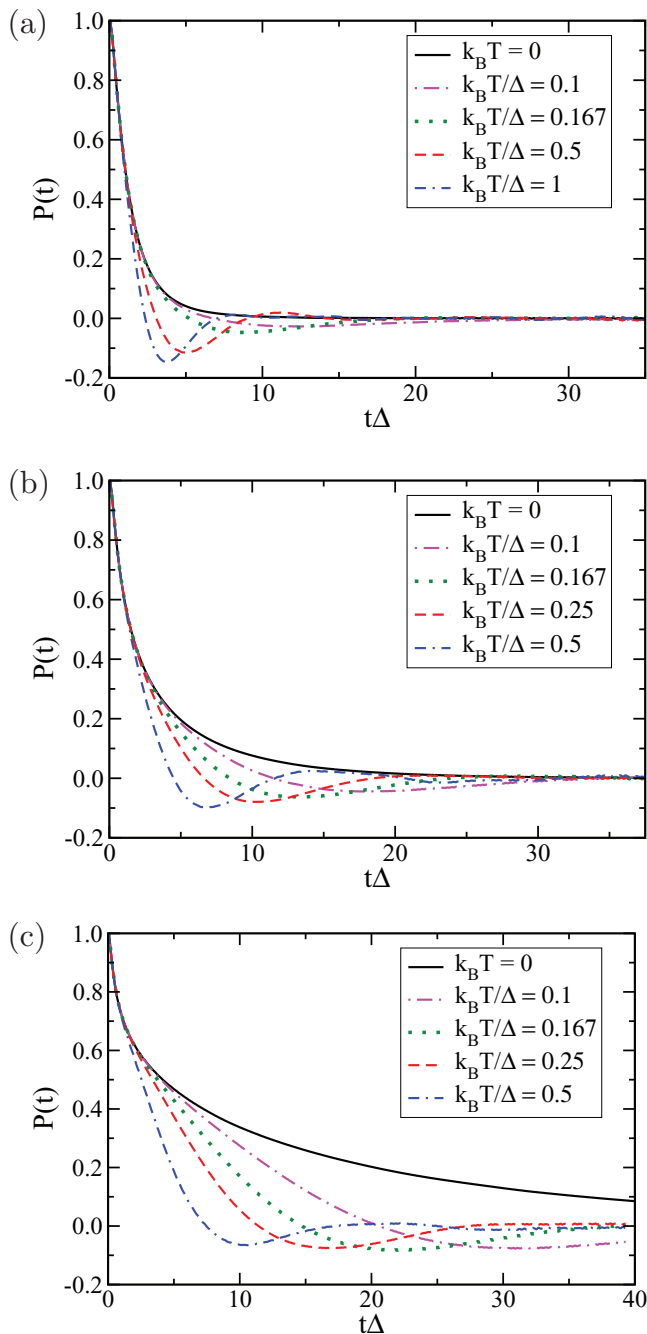 (a)
1.0
0.8
0.6
0.4
0.2
0.0
-0.2
P(t)
k_BT = 0
k_BT/Δ = 0.1
k_BT/Δ = 0.167
k_BT/Δ = 0.5
k_BT/Δ = 1
0 10 20 30
tΔ
(b)
1.0
0.8
0.6
0.4
0.2
0.0
-0.2
P(t)
k_BT = 0
k_BT/Δ = 0.1
k_BT/Δ = 0.167
k_BT/Δ = 0.25
k_BT/Δ = 0.5
0 10 20 30
tΔ
(c)
1.0
0.8
0.6
0.4
0.2
0.0
-0.2
P(t)
k_BT = 0
k_BT/Δ = 0.1
k_BT/Δ = 0.167
k_BT/Δ = 0.25
k_BT/Δ = 0.5
0 10 20 30 40
tΔ